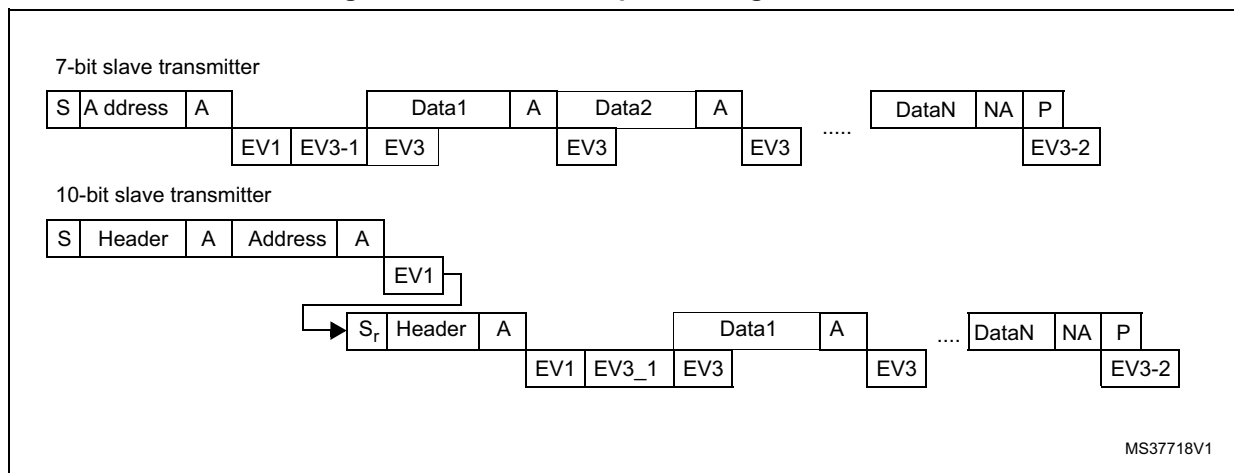 7-bit slave transmitter
S A ddress A Data1 A Data2 A ..... DataN NA P
EV1 EV3-1 EV3 EV3 EV3 EV3-2
10-bit slave transmitter
S Header A Address A
EV1
Sr Header A Data1 A .... DataN NA P
EV1 EV3_1 EV3 EV3 EV3-2
MS37718V1